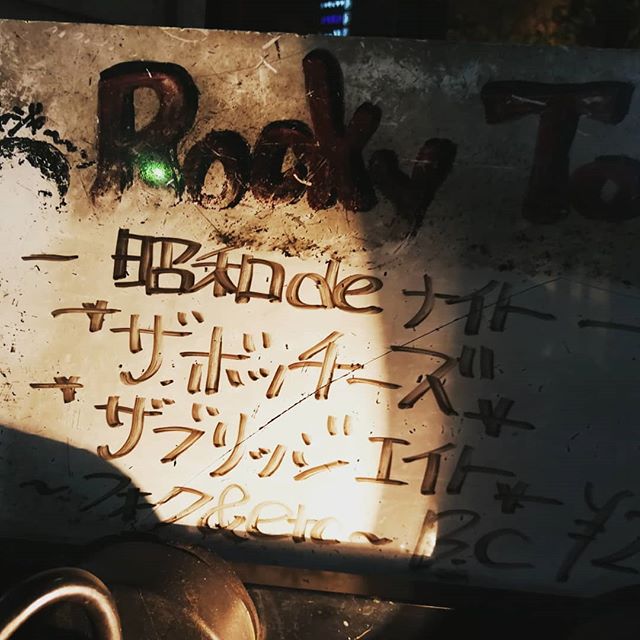 Rocky To
ー 昭和de ナイト ー
* ザ・ボッチーズ *
* ザブリッジエイト *
～フォーク&etc～ B.C ¥2